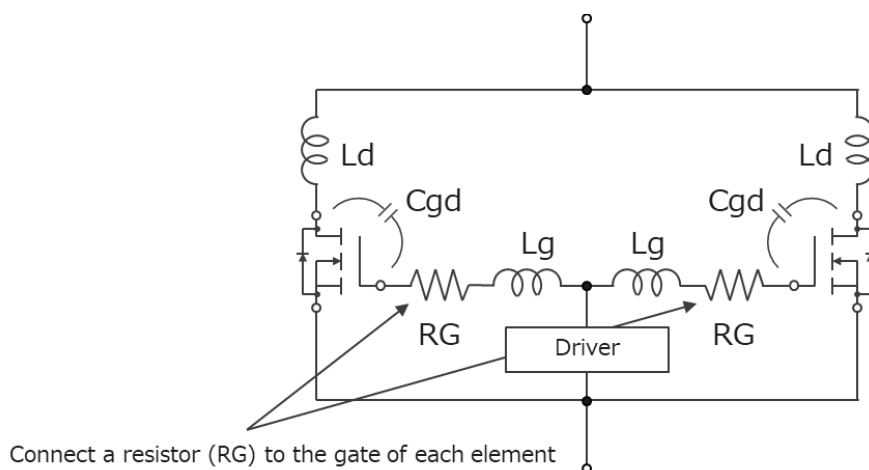 Ld
Ld
Cgd
Cgd
Lg
Lg
RG
RG
Driver
Connect a resistor (RG) to the gate of each element